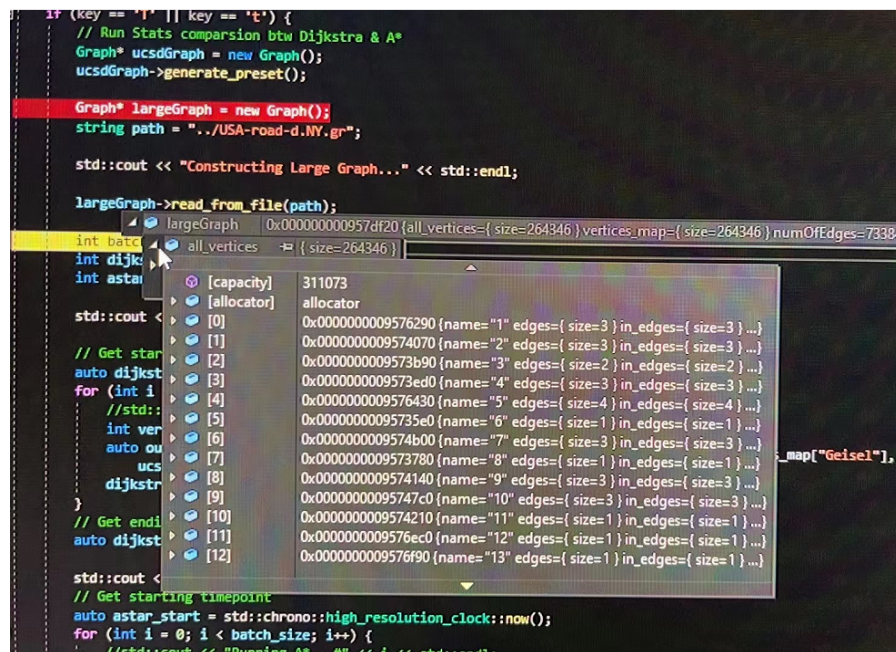 if (key == 'T' || key == 't') {
// Run Stats comparsion btw Dijkstra & A*
Graph* ucsdGraph = new Graph();
ucsdGraph->generate_preset();
Graph* largeGraph = new Graph();
string path = "../USA-road-d.NY.gr";
std::cout << "Constructing Large Graph..." << std::endl;
largeGraph->read_from_file(path);
largeGraph 0x000000000957df20 {all_vertices={ size=264346 } vertices_map={ size=264346 } numOfEdges=7338
int batc
all_vertices { size=264346 }
int dijks
int astar
[capacity] 311073
[allocator] allocator
std::cout <
[0] 0x0000000009576290 {name="1" edges={ size=3 } in_edges={ size=3 } ...}
[1] 0x0000000009574070 {name="2" edges={ size=3 } in_edges={ size=3 } ...}
// Get star
[2] 0x0000000009573b90 {name="3" edges={ size=2 } in_edges={ size=2 } ...}
auto dijkst
[3] 0x0000000009573ed0 {name="4" edges={ size=3 } in_edges={ size=3 } ...}
for (int i
[4] 0x0000000009576430 {name="5" edges={ size=4 } in_edges={ size=4 } ...}
//std::
[5] 0x00000000095735e0 {name="6" edges={ size=1 } in_edges={ size=1 } ...}
int ver
[6] 0x0000000009574b00 {name="7" edges={ size=3 } in_edges={ size=3 } ...}
auto ou
[7] 0x0000000009573780 {name="8" edges={ size=1 } in_edges={ size=1 } ...}
s_map["Geisel"],
ucs
[8] 0x0000000009574140 {name="9" edges={ size=3 } in_edges={ size=3 } ...}
dijkstr
[9] 0x00000000095747c0 {name="10" edges={ size=3 } in_edges={ size=3 } ...}
}
[10] 0x0000000009574210 {name="11" edges={ size=1 } in_edges={ size=1 } ...}
// Get endi
[11] 0x0000000009576ec0 {name="12" edges={ size=1 } in_edges={ size=1 } ...}
auto dijkst
[12] 0x0000000009576f90 {name="13" edges={ size=1 } in_edges={ size=1 } ...}
std::cout <
// Get starting timepoint
auto astar_start = std::chrono::high_resolution_clock::now();
for (int i = 0; i < batch_size; i++) {